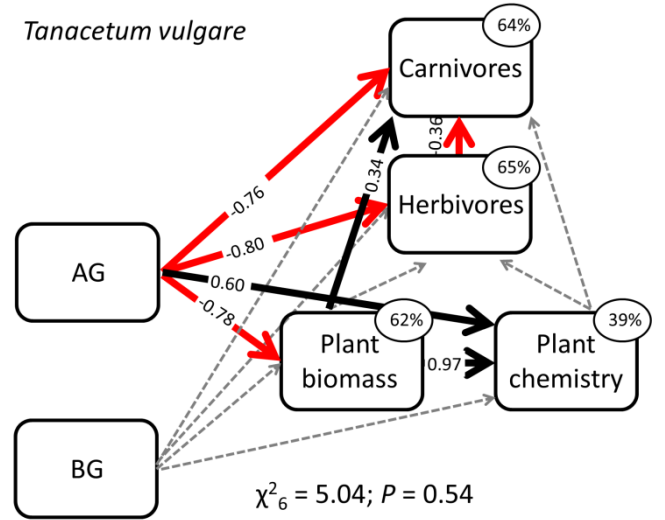 Tanacetum vulgare
64%
Carnivores
-0.76
0.34
-0.36
65%
Herbivores
-0.80
AG
0.60
-0.78
62%
Plant
biomass
0.97
39%
Plant
chemistry
BG
χ²₆ = 5.04; P = 0.54